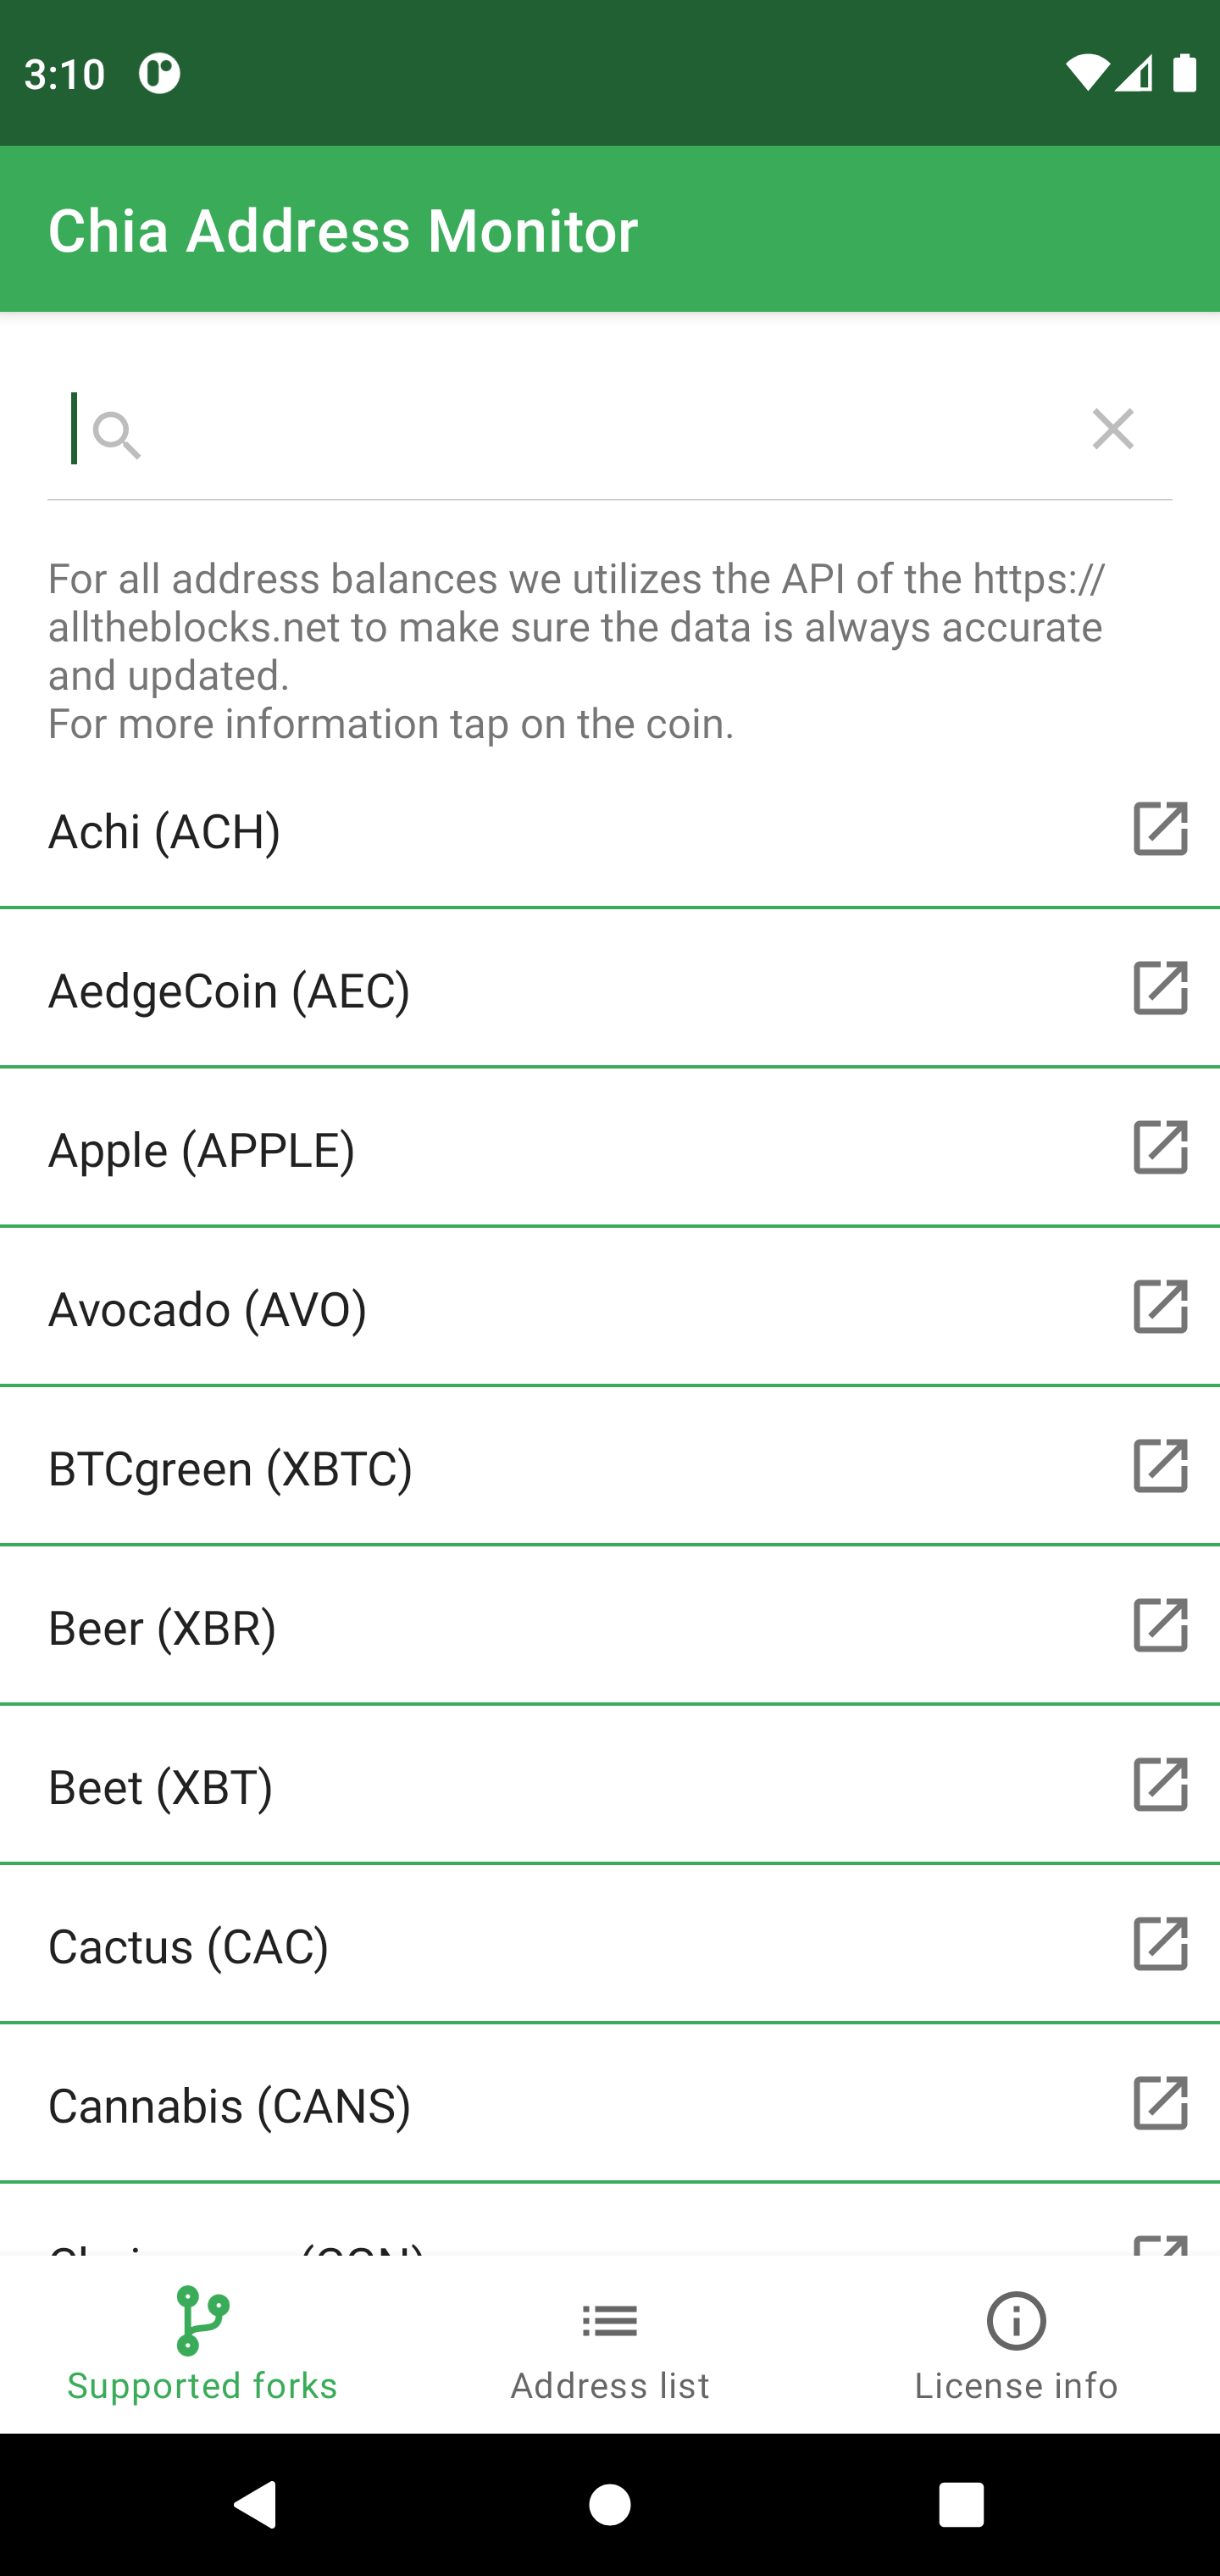 3:10
Chia Address Monitor
For all address balances we utilizes the API of the https://
alltheblocks.net to make sure the data is always accurate
and updated.
For more information tap on the coin.
Achi (ACH)
AedgeCoin (AEC)
Apple (APPLE)
Avocado (AVO)
BTCgreen (XBTC)
Beer (XBR)
Beet (XBT)
Cactus (CAC)
Cannabis (CANS)
Supported forks
Address list
License info